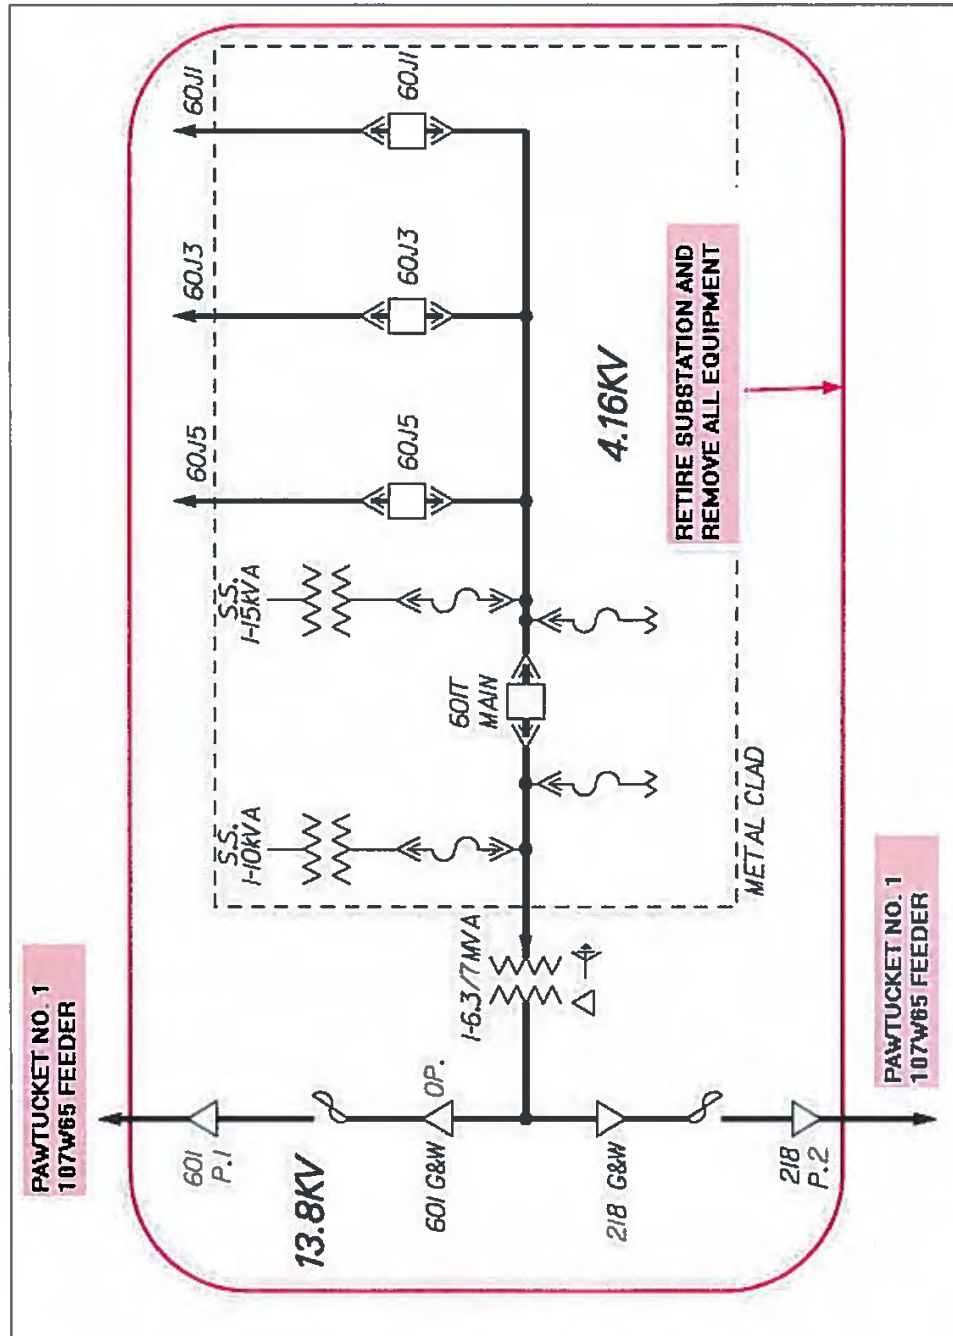 PAWTUCKET NO. 1
107W65 FEEDER
601
P.1
60J5
60J3
60J1
S.S.
1-10kVA
S.S.
1-15kVA
13.8KV
60J5
60J3
60J1
601 G&W
OP.
601T
MAIN
1-6.3/7MVA
4.16KV
218 G&W
RETIRE SUBSTATION AND
REMOVE ALL EQUIPMENT
METAL CLAD
218
P.2
PAWTUCKET NO. 1
107W65 FEEDER